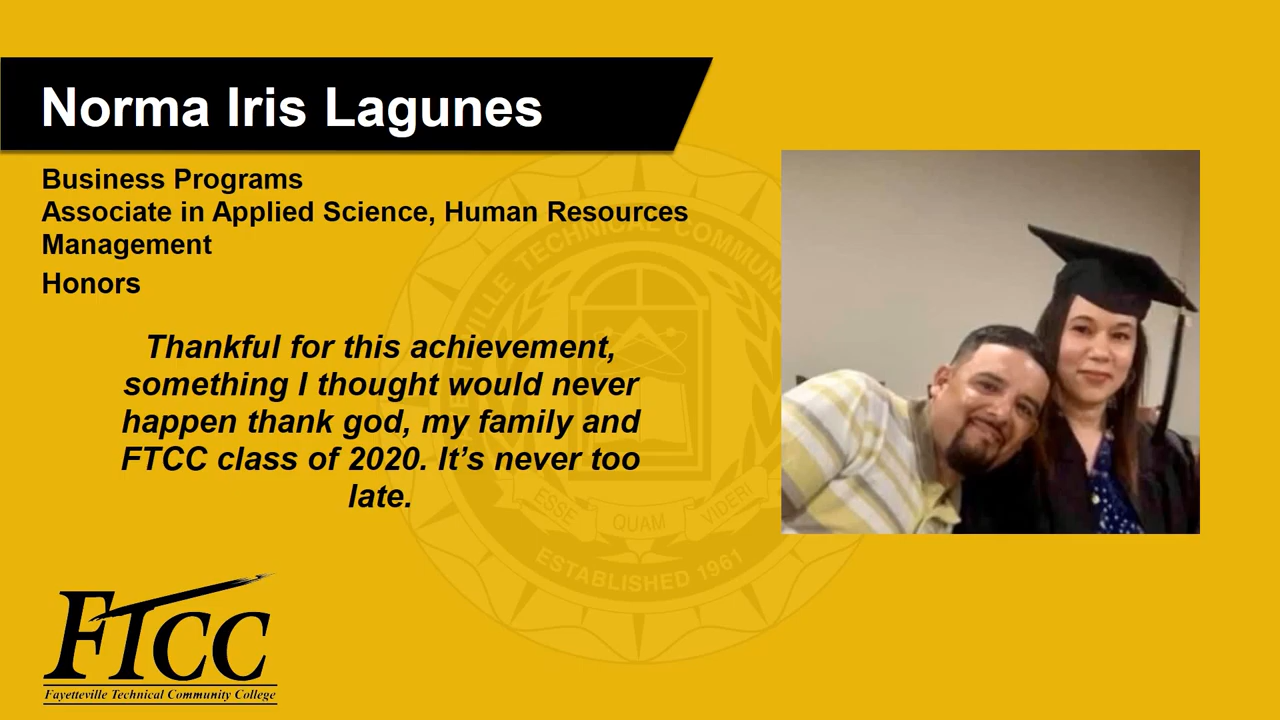 Norma Iris Lagunes
Business Programs
Associate in Applied Science, Human Resources
Management
Honors
Thankful for this achievement,
something I thought would never
happen thank god, my family and
FTCC class of 2020. It’s never too
late.
ESSE QUAM VIDERI
ESTABLISHED 1961
FTCC
Fayetteville Technical Community College